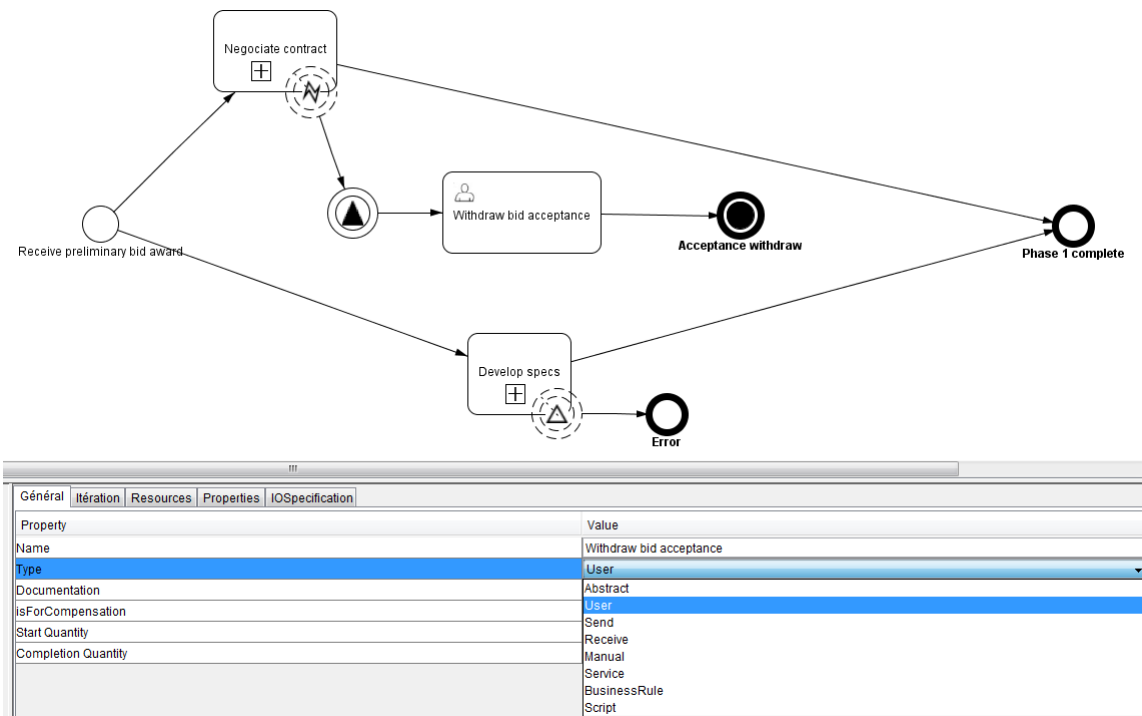 Negociate contract
Withdraw bid acceptance
Receive preliminary bid award
Acceptance withdraw
Phase 1 complete
Develop specs
Error
Général Itération Resources Properties IOSpecification
Property Value
Name Withdraw bid acceptance
Type User
Documentation Abstract
User
isForCompensation
Send
Start Quantity
Receive
Completion Quantity
Manual
Service
BusinessRule
Script